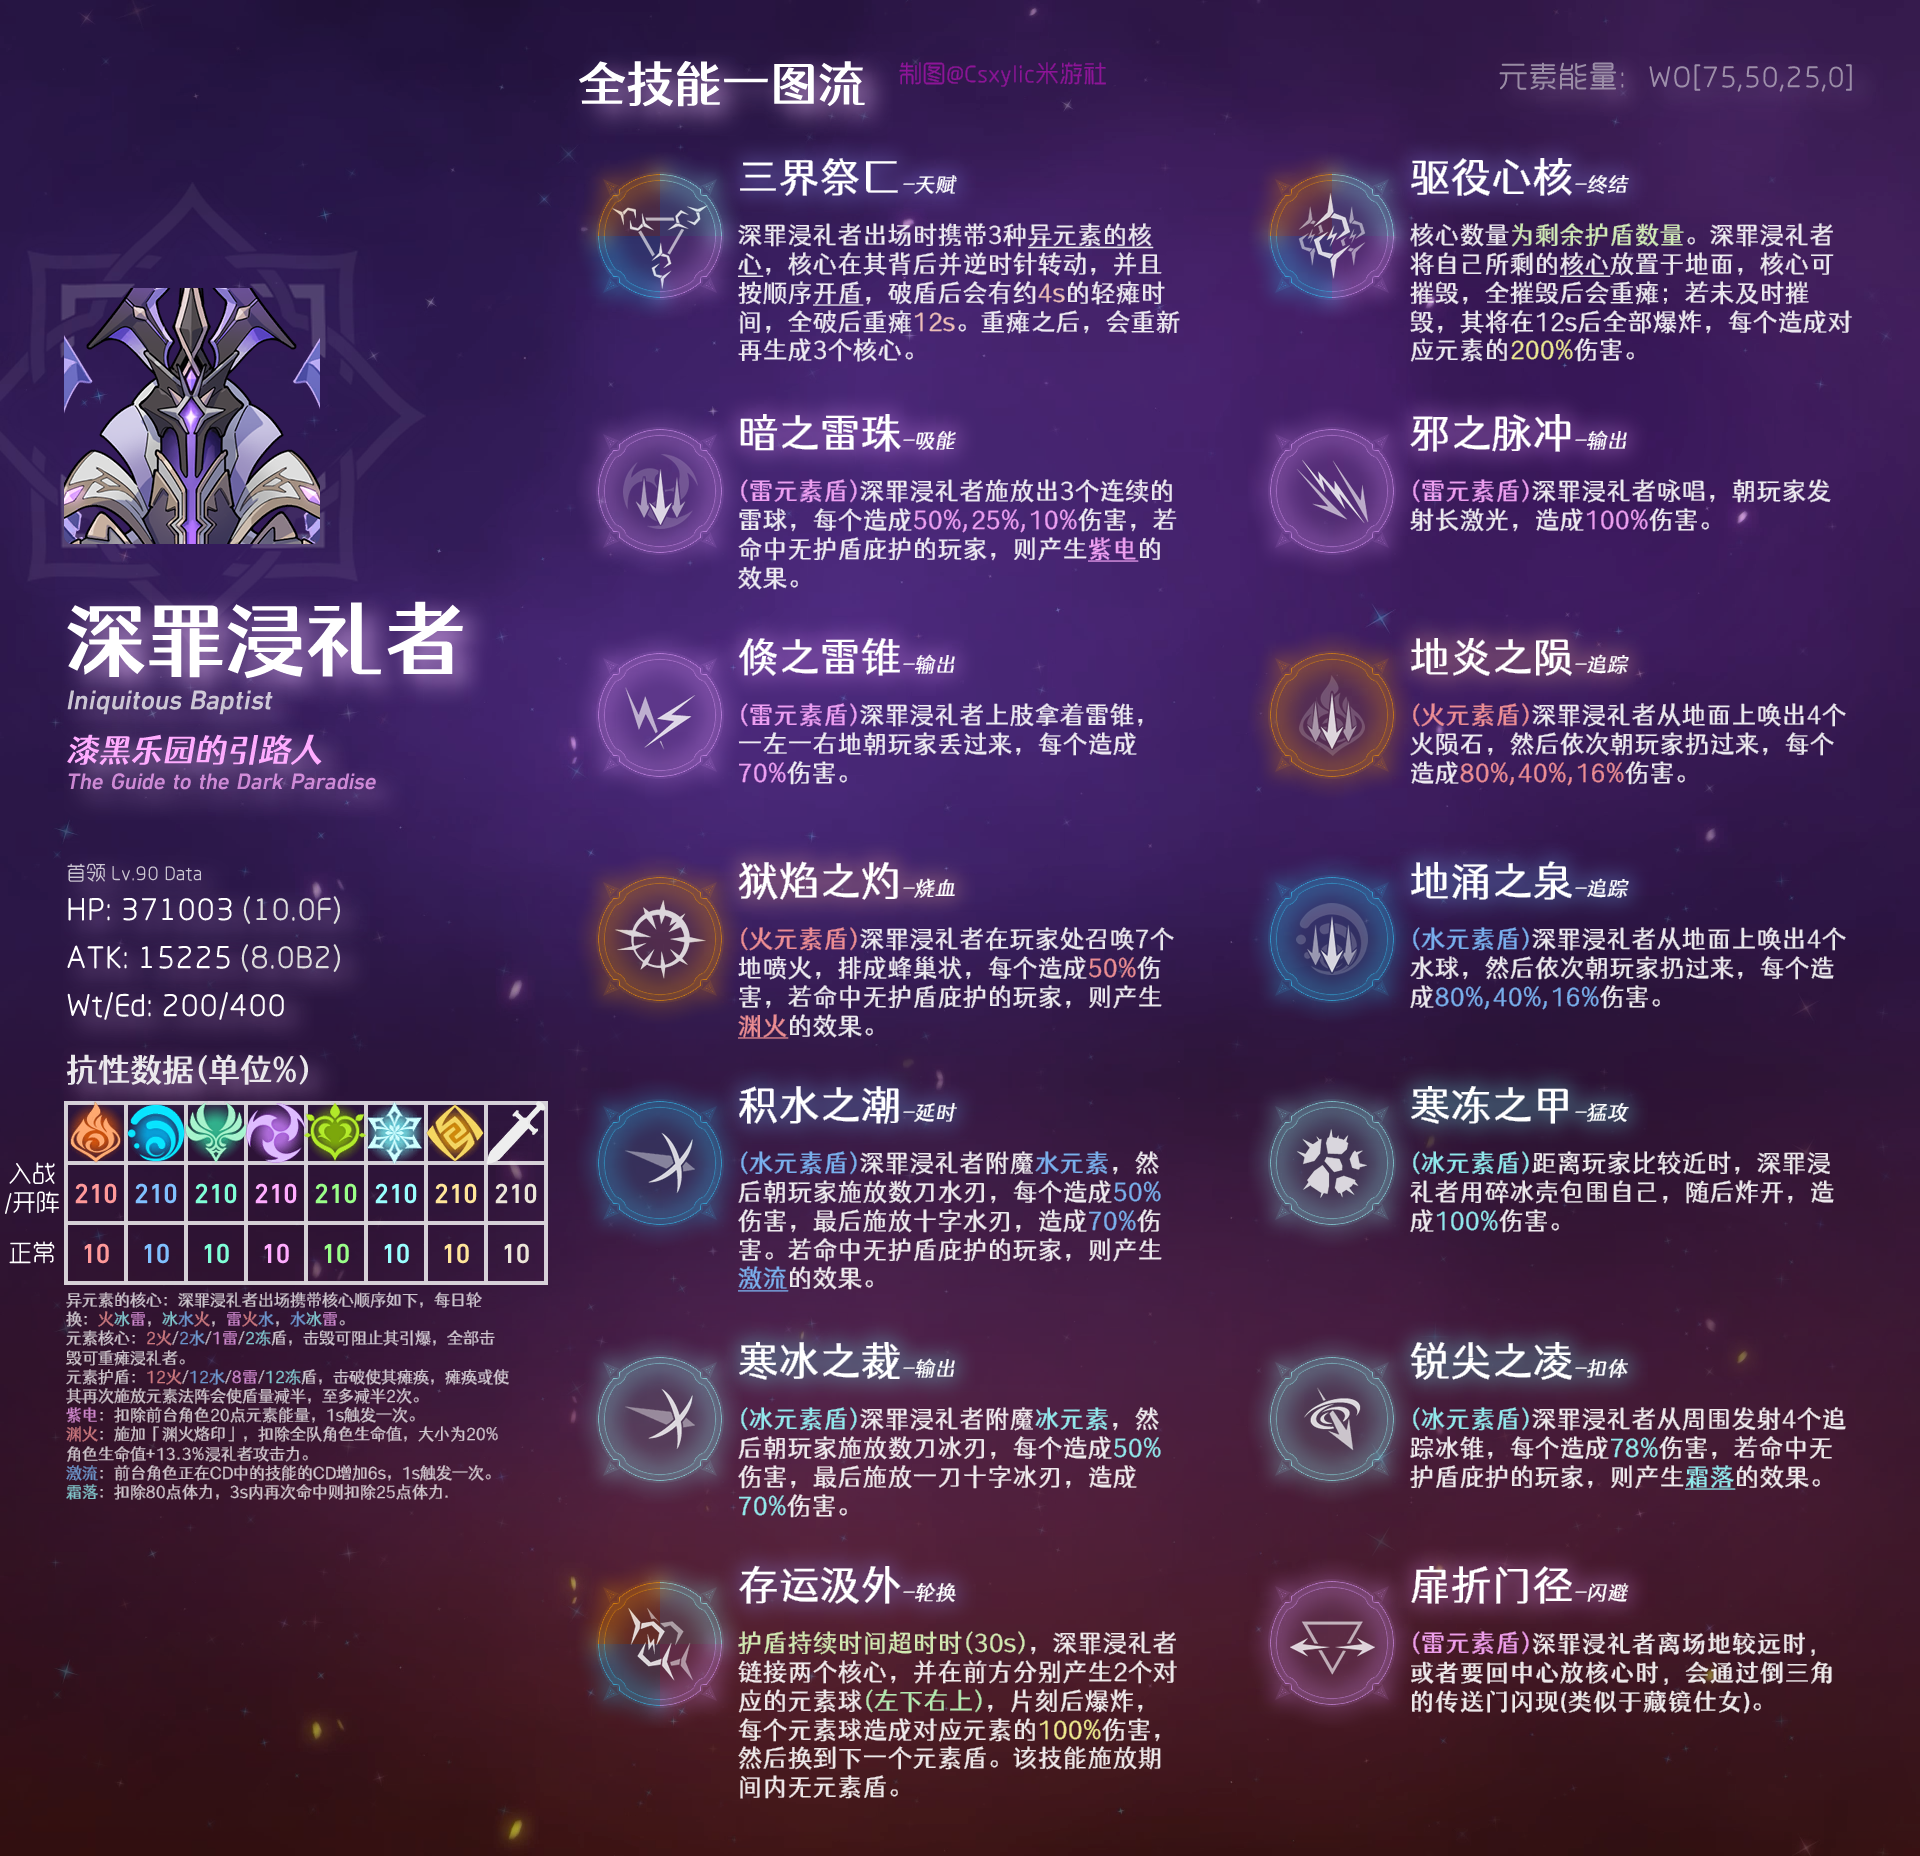 全技能一图流
制图@Csxylic米游社
元素能量： W0[75,50,25,0]
深罪浸礼者
Iniquitous Baptist
漆黑乐园的引路人
The Guide to the Dark Paradise
首领 Lv.90 Data
HP: 371003 (10.0F)
ATK: 15225 (8.0B2)
Wt/Ed: 200/400
抗性数据(单位%)
入战
/开阵
210 210 210 210 210 210 210 210
正常
10 10 10 10 10 10 10 10
异元素的核心：深罪浸礼者出场携带核心顺序如下，每日轮
换：火冰雷，冰水火，雷火水，水冰雷。
元素核心：2火/2水/1雷/2冻盾，击毁可阻止其引爆，全部击
毁可重瘫浸礼者。
元素护盾：12火/12水/8雷/12冻盾，击破使其瘫痪，瘫痪或使
其再次施放元素法阵会使盾量减半，至多减半2次。
紫电：扣除前台角色20点元素能量，1s触发一次。
渊火：施加「渊火烙印」，扣除全队角色生命值，大小为20%
角色生命值+13.3%浸礼者攻击力。
激流：前台角色正在CD中的技能的CD增加6s，1s触发一次。
霜落：扣除80点体力，3s内再次命中则扣除25点体力.
三界祭匚–天赋
深罪浸礼者出场时携带3种异元素的核
心，核心在其背后并逆时针转动，并且
按顺序开盾，破盾后会有约4s的轻瘫时
间，全破后重瘫12s。重瘫之后，会重新
再生成3个核心。
驱役心核–终结
核心数量为剩余护盾数量。深罪浸礼者
将自己所剩的核心放置于地面，核心可
摧毁，全摧毁后会重瘫；若未及时摧
毁，其将在12s后全部爆炸，每个造成对
应元素的200%伤害。
暗之雷珠–吸能
(雷元素盾)深罪浸礼者施放出3个连续的
雷球，每个造成50%,25%,10%伤害，若
命中无护盾庇护的玩家，则产生紫电的
效果。
邪之脉冲–输出
(雷元素盾)深罪浸礼者咏唱，朝玩家发
射长激光，造成100%伤害。
倏之雷锥–输出
(雷元素盾)深罪浸礼者上肢拿着雷锥，
一左一右地朝玩家丢过来，每个造成
70%伤害。
地炎之陨–追踪
(火元素盾)深罪浸礼者从地面上唤出4个
火陨石，然后依次朝玩家扔过来，每个
造成80%,40%,16%伤害。
狱焰之灼–烧血
(火元素盾)深罪浸礼者在玩家处召唤7个
地喷火，排成蜂巢状，每个造成50%伤
害，若命中无护盾庇护的玩家，则产生
渊火的效果。
地涌之泉–追踪
(水元素盾)深罪浸礼者从地面上唤出4个
水球，然后依次朝玩家扔过来，每个造
成80%,40%,16%伤害。
积水之潮–延时
(水元素盾)深罪浸礼者附魔水元素，然
后朝玩家施放数刀水刃，每个造成50%
伤害，最后施放十字水刃，造成70%伤
害。若命中无护盾庇护的玩家，则产生
激流的效果。
寒冻之甲–猛攻
(冰元素盾)距离玩家比较近时，深罪浸
礼者用碎冰壳包围自己，随后炸开，造
成100%伤害。
寒冰之裁–输出
(冰元素盾)深罪浸礼者附魔冰元素，然
后朝玩家施放数刀冰刃，每个造成50%
伤害，最后施放一刀十字冰刃，造成
70%伤害。
锐尖之凌–扣体
(冰元素盾)深罪浸礼者从周围发射4个追
踪冰锥，每个造成78%伤害，若命中无
护盾庇护的玩家，则产生霜落的效果。
存运汲外–轮换
护盾持续时间超时时(30s)，深罪浸礼者
链接两个核心，并在前方分别产生2个对
应的元素球(左下右上)，片刻后爆炸，
每个元素球造成对应元素的100%伤害，
然后换到下一个元素盾。该技能施放期
间内无元素盾。
扉折门径–闪避
(雷元素盾)深罪浸礼者离场地较远时，
或者要回中心放核心时，会通过倒三角
的传送门闪现(类似于藏镜仕女)。